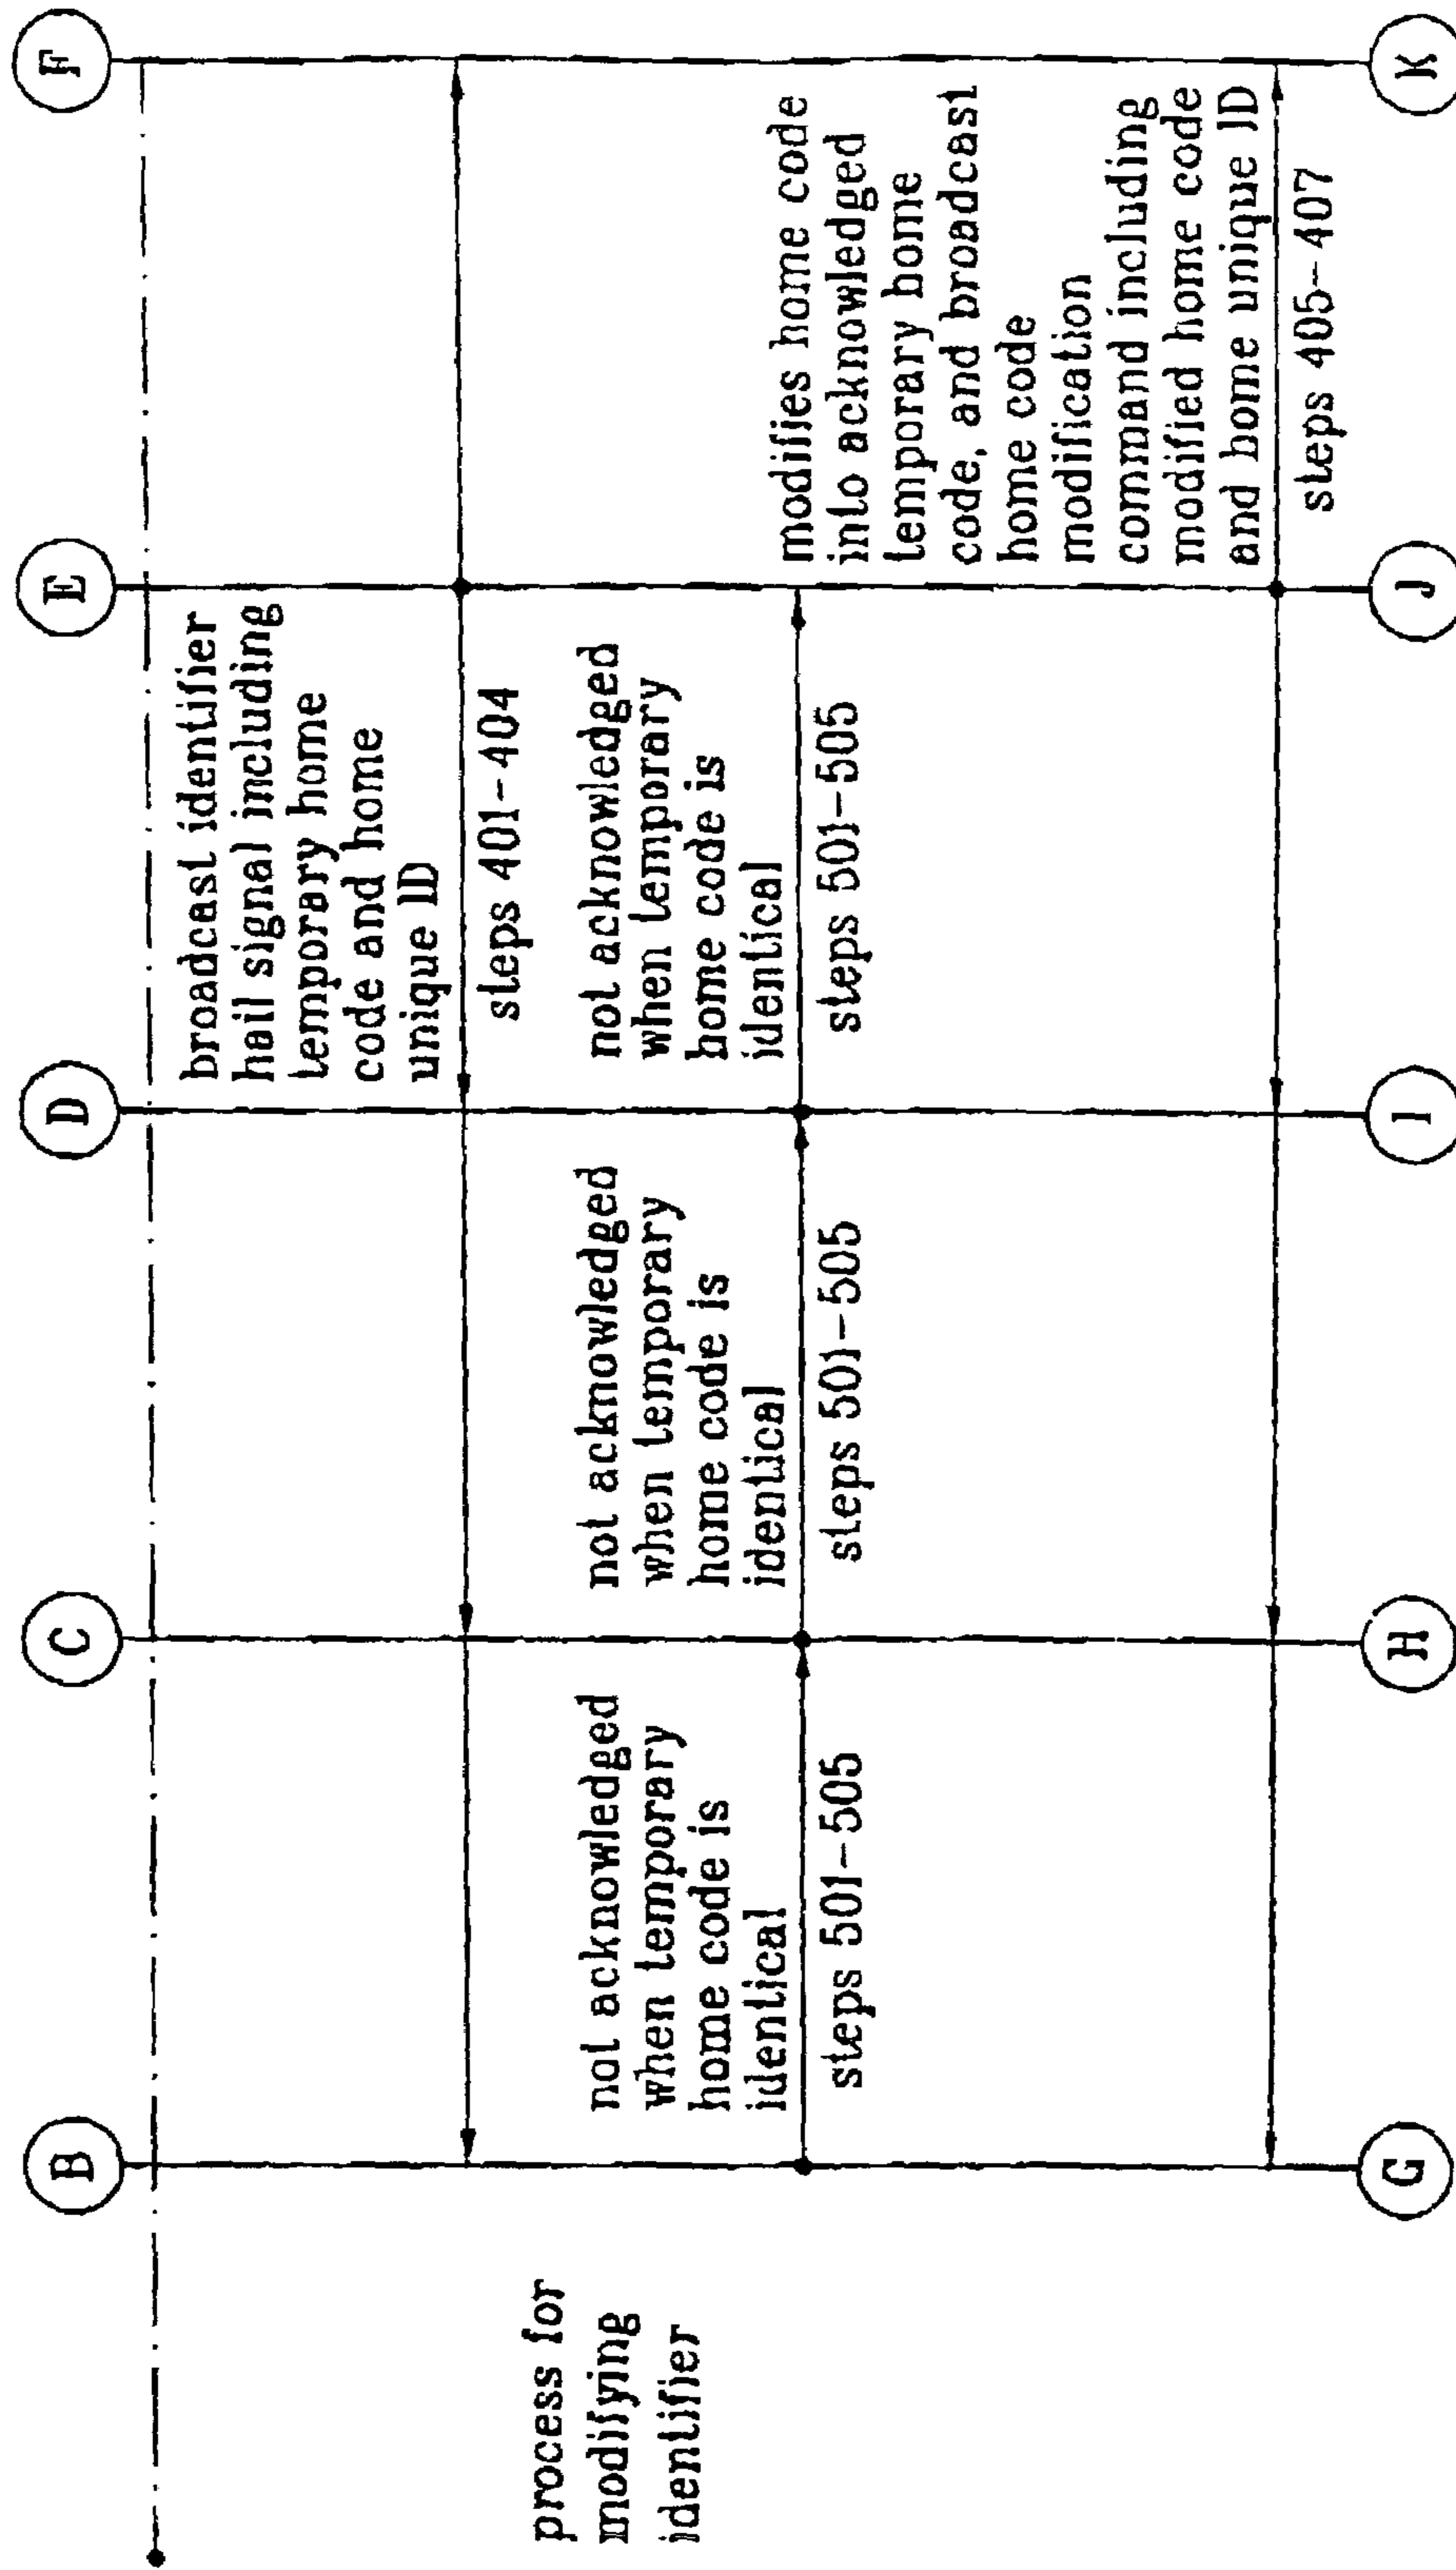 B
C
D
E
F
process for
modifying
identifier
broadcast identifier
hail signal including
temporary home
code and home
unique ID
steps 401-404
not acknowledged
when temporary
home code is
identical
steps 501-505
not acknowledged
when temporary
home code is
identical
steps 501-505
not acknowledged
when temporary
home code is
identical
steps 501-505
modifies home code
into acknowledged
temporary home
code, and broadcast
home code
modification
command including
modified home code
and home unique ID
steps 405-407
G
H
I
J
K